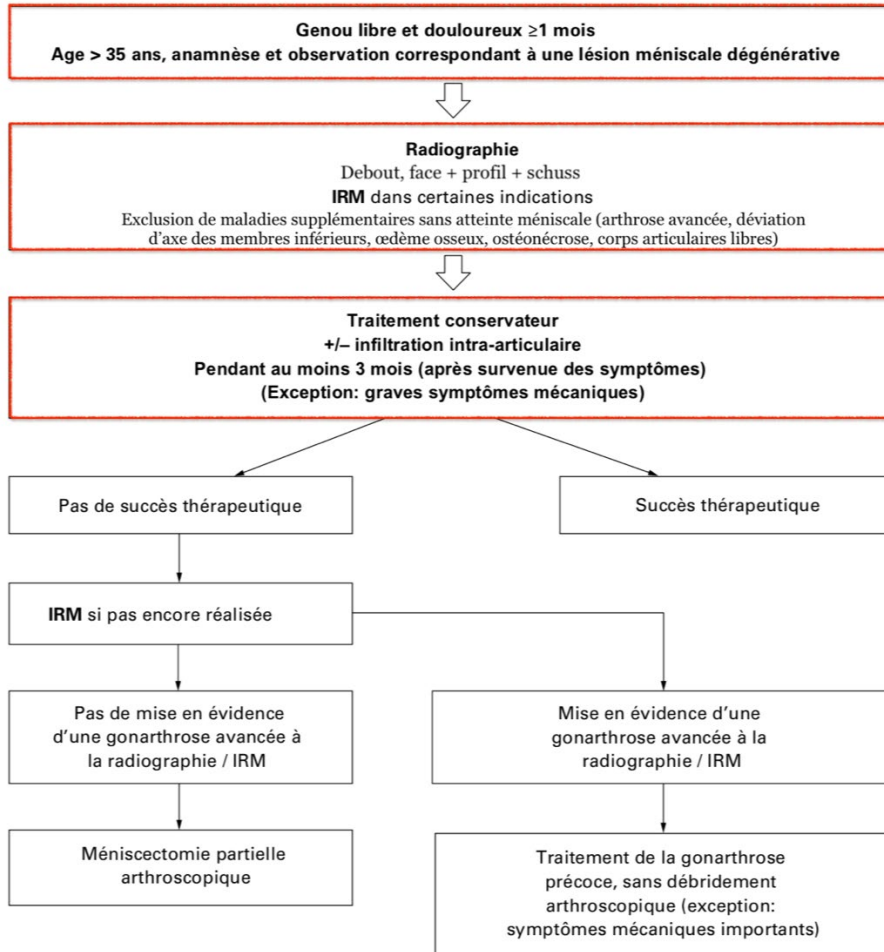 Genou libre et douloureux ≥1 mois
Age > 35 ans, anamnèse et observation correspondant à une lésion méniscale dégénérative
Radiographie
Debout, face + profil + schuss
IRM dans certaines indications
Exclusion de maladies supplémentaires sans atteinte méniscale (arthrose avancée, déviation
d'axe des membres inférieurs, œdème osseux, ostéonécrose, corps articulaires libres)
Traitement conservateur
+/– infiltration intra-articulaire
Pendant au moins 3 mois (après survenue des symptômes)
(Exception: graves symptômes mécaniques)
Pas de succès thérapeutique
Succès thérapeutique
IRM si pas encore réalisée
Pas de mise en évidence
d'une gonarthrose avancée à
la radiographie / IRM
Mise en évidence d'une
gonarthrose avancée à la
radiographie / IRM
Méniscectomie partielle
arthroscopique
Traitement de la gonarthrose
précoce, sans débridement
arthroscopique (exception:
symptômes mécaniques importants)